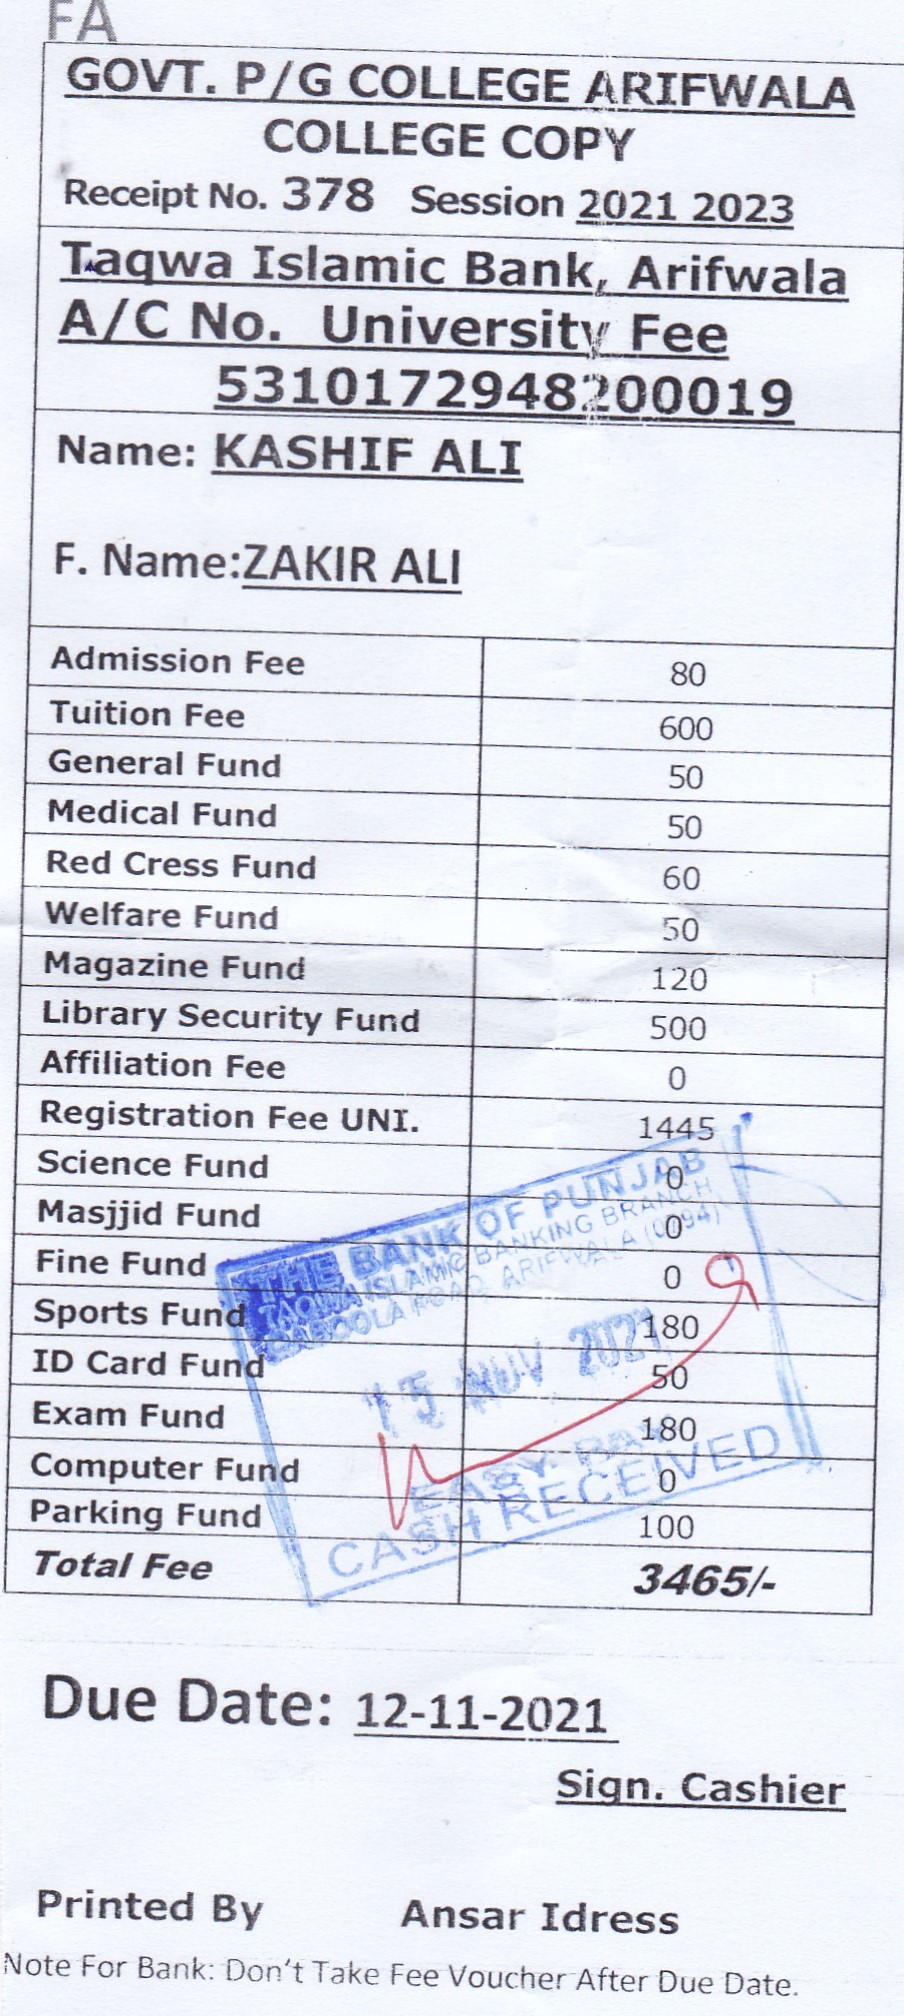 FA
GOVT. P/G COLLEGE ARIFWALA
COLLEGE COPY
Receipt No. 378 Session 2021 2023
Taqwa Islamic Bank, Arifwala
A/C No. University Fee
5310172948200019
Name: KASHIF ALI
F. Name:ZAKIR ALI
Admission Fee 80
Tuition Fee 600
General Fund 50
Medical Fund 50
Red Cress Fund 60
Welfare Fund 50
Magazine Fund 120
Library Security Fund 500
Affiliation Fee 0
Registration Fee UNI. 1445
Science Fund 0
Masjjid Fund 0
Fine Fund 0
Sports Fund 180
ID Card Fund 50
Exam Fund 180
Computer Fund 0
Parking Fund 100
Total Fee 3465/-
THE BANK OF PUNJAB
TAQWA ISLAMIC BANKING BRANCH
QABOOLA ROAD, ARIFWALA (0094)
15 NOV 2021
EASY PAY
CASH RECEIVED
Due Date: 12-11-2021
Sign. Cashier
Printed By Ansar Idress
Note For Bank: Don't Take Fee Voucher After Due Date.